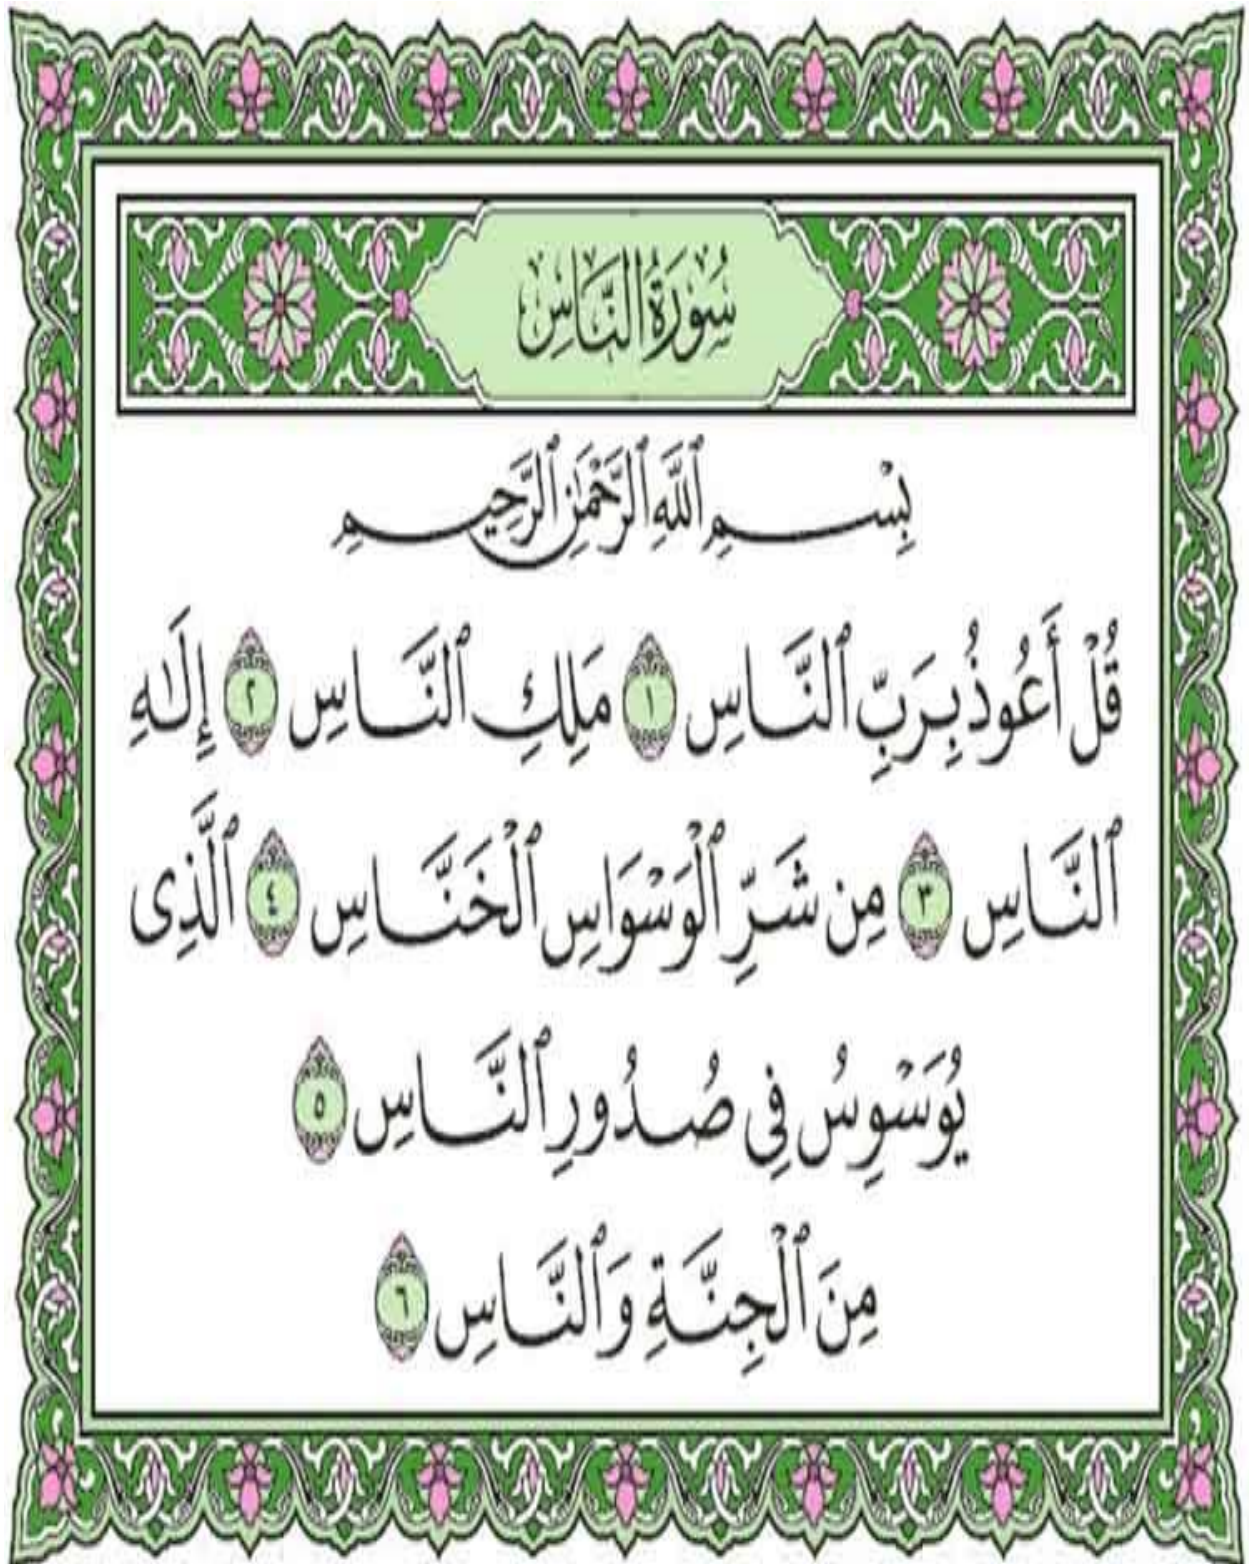 سُورَةُ النَّاسِ
بِسْمِ ٱللَّهِ ٱلرَّحْمَٰنِ ٱلرَّحِيمِ
قُلْ أَعُوذُ بِرَبِّ ٱلنَّاسِ ١ مَلِكِ ٱلنَّاسِ ٢ إِلَٰهِ
ٱلنَّاسِ ٣ مِن شَرِّ ٱلْوَسْوَاسِ ٱلْخَنَّاسِ ٤ ٱلَّذِى
يُوَسْوِسُ فِى صُدُورِ ٱلنَّاسِ ٥
مِنَ ٱلْجِنَّةِ وَٱلنَّاسِ ٦